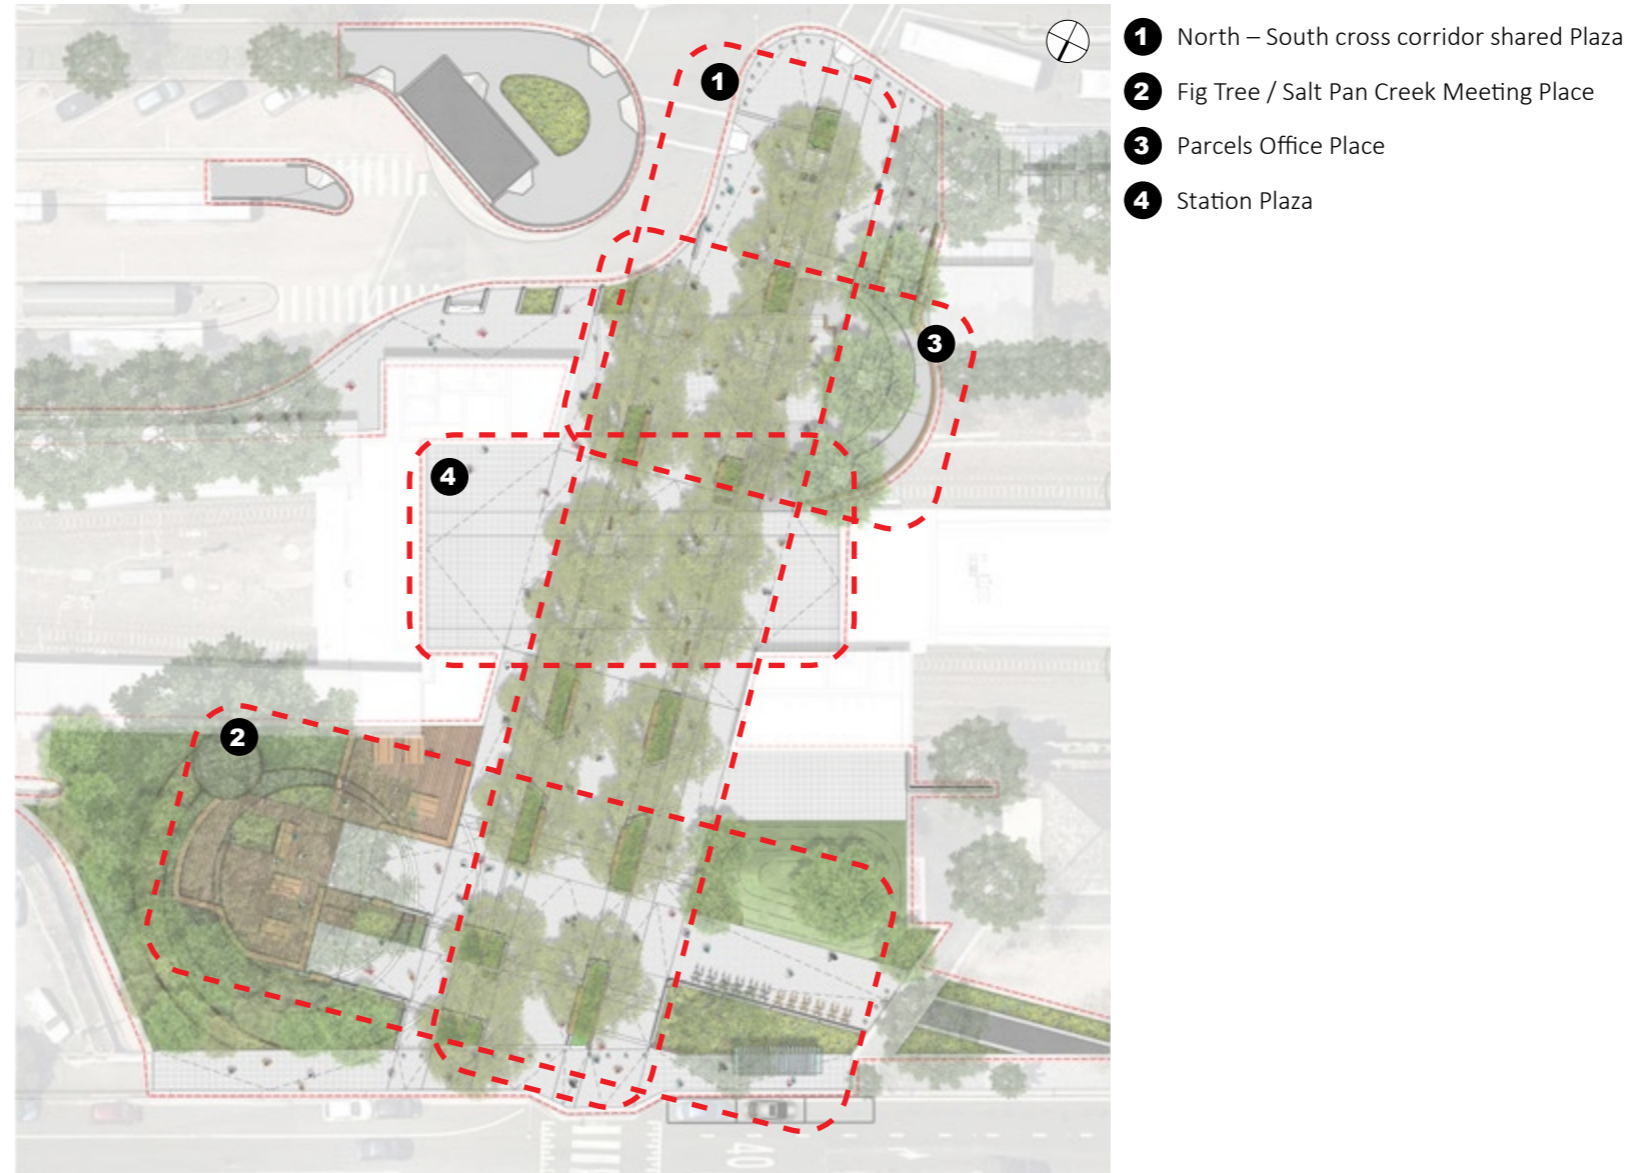 1 North – South cross corridor shared Plaza
2 Fig Tree / Salt Pan Creek Meeting Place
3 Parcels Office Place
4 Station Plaza
1
3
4
2
40